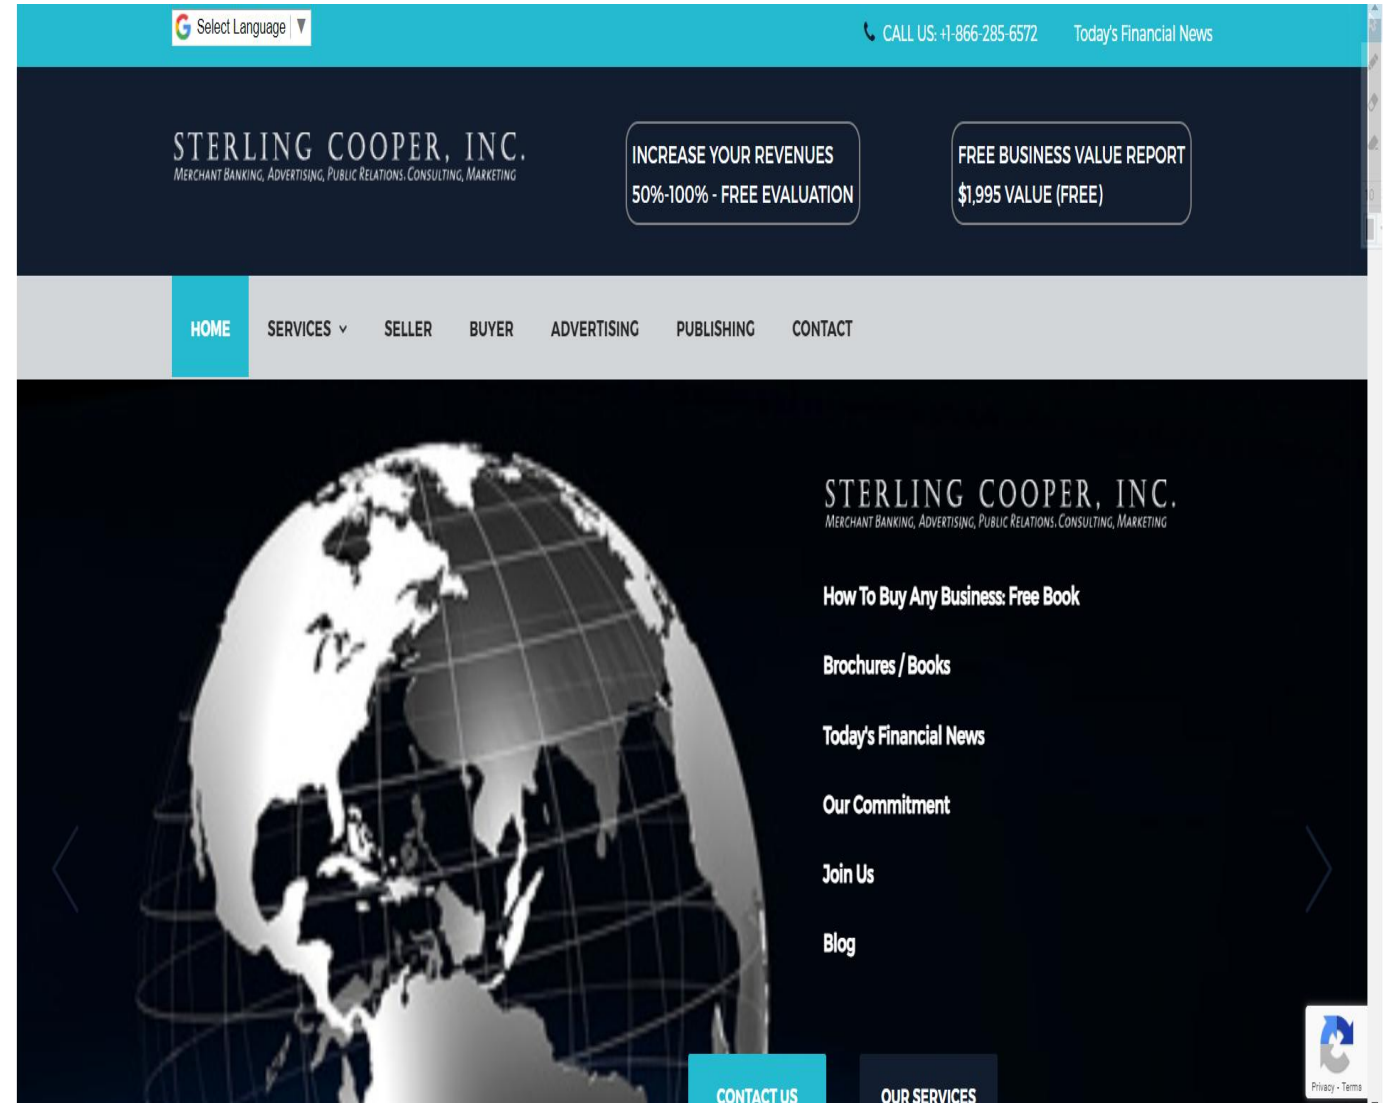 Select Language ▼
CALL US: +1-866-285-6572
Today's Financial News
STERLING COOPER, INC.
MERCHANT BANKING, ADVERTISING, PUBLIC RELATIONS. CONSULTING, MARKETING
INCREASE YOUR REVENUES
50%-100% - FREE EVALUATION
FREE BUSINESS VALUE REPORT
$1,995 VALUE (FREE)
HOME SERVICES SELLER BUYER ADVERTISING PUBLISHING CONTACT
STERLING COOPER, INC.
MERCHANT BANKING, ADVERTISING, PUBLIC RELATIONS. CONSULTING, MARKETING
How To Buy Any Business: Free Book
Brochures / Books
Today's Financial News
Our Commitment
Join Us
Blog
CONTACT US
OUR SERVICES
Privacy - Terms